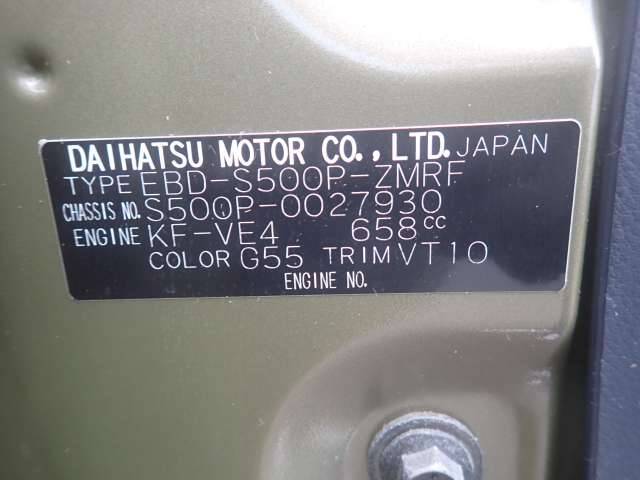 DAIHATSU MOTOR CO., LTD. JAPAN
TYPE EBD-S500P-ZMRF
CHASSIS NO. S500P-0027930
ENGINE KF-VE4 658cc
COLOR G55 TRIM VT10
ENGINE NO.